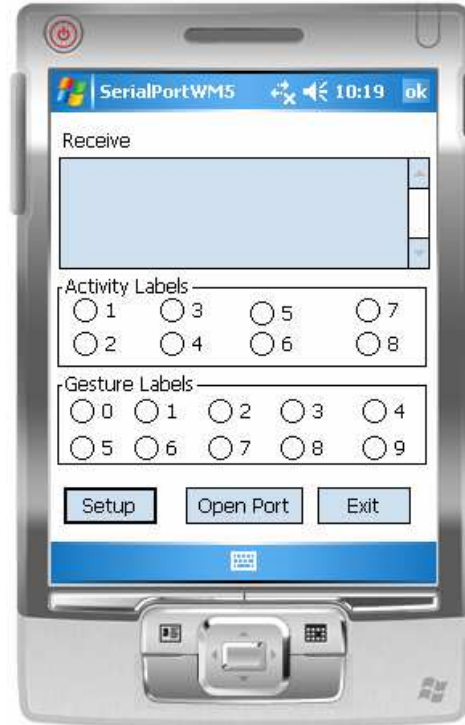 SerialPortWM5 10:19 ok
Receive
Activity Labels
1 3 5 7
2 4 6 8
Gesture Labels
0 1 2 3 4
5 6 7 8 9
Setup Open Port Exit